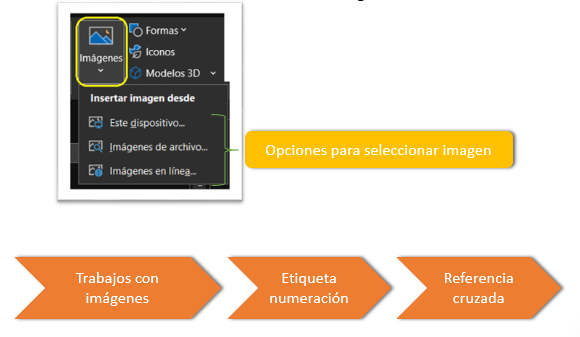 Formas
Imágenes
Iconos
Modelos 3D
Insertar imagen desde
Este dispositivo...
Imágenes de archivo...
Imágenes en línea...
Opciones para seleccionar imagen
Trabajos con
imágenes
Etiqueta
numeración
Referencia
cruzada